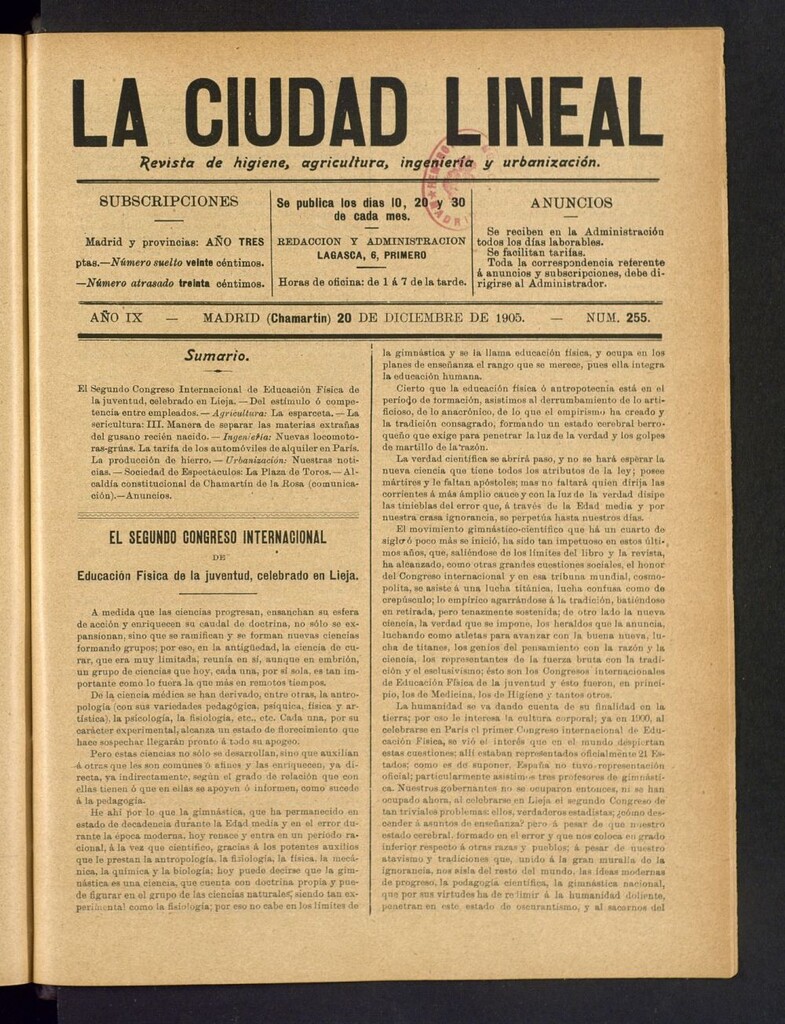 LA CIUDAD LINEAL
Revista de higiene, agricultura, ingeniería y urbanización.
SUBSCRIPCIONES
Madrid y provincias: AÑO TRES
ptas.—Número suelto veinte céntimos.
—Número atrasado treinta céntimos.
Se publica los días 10, 20 y 30
de cada mes.
REDACCION Y ADMINISTRACION
LAGASCA, 6, PRIMERO
Horas de oficina: de 1 á 7 de la tarde.
ANUNCIOS
Se reciben en la Administración
todos los días laborables.
Se facilitan tarifas.
Toda la correspondencia referente
á anuncios y subscripciones, debe di-
rigirse al Administrador.
AÑO IX — MADRID (Chamartín) 20 DE DICIEMBRE DE 1905. — NUM. 255.
Sumario.
El Segundo Congreso Internacional de Educación Física de
la juventud, celebrado en Lieja.—Del estímulo ó compe-
tencia entre empleados.—Agricultura: La esparceta.—La
sericultura: III. Manera de separar las materias extrañas
del gusano recién nacido.—Ingeniería: Nuevas locomoto-
ras-grúas. La tarifa de los automóviles de alquiler en París.
La producción de hierro.—Urbanización: Nuestras noti-
cias.—Sociedad de Espectáculos: La Plaza de Toros.—Al-
caldía constitucional de Chamartín de la Rosa (comunica-
ción).—Anuncios.
EL SEGUNDO CONGRESO INTERNACIONAL
DE
Educación Física de la juventud, celebrado en Lieja.
A medida que las ciencias progresan, ensanchan su esfera
de acción y enriquecen su caudal de doctrina, no sólo se ex-
pansionan, sino que se ramifican y se forman nuevas ciencias
formando grupos; por eso, en la antigüedad, la ciencia de cu-
rar, que era muy limitada, reunía en sí, aunque en embrión,
un grupo de ciencias que hoy, cada una, por sí sola, es tan im-
portante como lo fuera la que más en remotos tiempos.
De la ciencia médica se han derivado, entre otras, la antro-
pología (con sus variedades pedagógica, psíquica, física y ar-
tística), la psicología, la fisiología, etc., etc. Cada una, por su
carácter experimental, alcanza un estado de florecimiento que
hace sospechar llegarán pronto á todo su apogeo.
Pero estas ciencias no sólo se desarrollan, sino que auxilian
á otras que les son comunes ó afines y las enriquecen, ya di-
recta, ya indirectamente, según el grado de relación que con
ellas tienen ó que en ellas se apoyen ó informen, como sucede
á la pedagogía.
He ahí por lo que la gimnástica, que ha permanecido en
estado de decadencia durante la Edad media y en el error du-
rante la época moderna, hoy renace y entra en un período ra-
cional, á la vez que científico, gracias á los potentes auxilios
que le prestan la antropología, la fisiología, la física, la mecá-
nica, la química y la biología; hoy puede decirse que la gim-
nástica es una ciencia, que cuenta con doctrina propia y pue-
de figurar en el grupo de las ciencias naturales, siendo tan ex-
perimental como la fisiología; por eso no cabe en los límites de
la gimnástica y se la llama educación física, y ocupa en los
planes de enseñanza el rango que se merece, pues ella integra
la educación humana.
Cierto que la educación física ó antropotecnia está en el
período de formación, asistimos al derrumbamiento de lo arti-
ficioso, de lo anacrónico, de lo que el empirismo ha creado y
la tradición consagrado, formando un estado cerebral berro-
queño que exige para penetrar la luz de la verdad y los golpes
de martillo de la razón.
La verdad científica se abrirá paso, y no se hará esperar la
nueva ciencia que tiene todos los atributos de la ley; posee
mártires y le faltan apóstoles; mas no faltará quien dirija las
corrientes á más ámplio cauce y con la luz de la verdad disipe
las tinieblas del error que, á través de la Edad media y por
nuestra crasa ignorancia, se perpetúa hasta nuestros días.
El movimiento gimnástico-científico que há un cuarto de
siglo ó poco más se inició, ha sido tan impetuoso en estos últi-
mos años, que, saliéndose de los límites del libro y la revista,
ha alcanzado, como otras grandes cuestiones sociales, el honor
del Congreso internacional y en esa tribuna mundial, cosmo-
polita, se asiste á una lucha titánica, lucha confusa como de
crepúsculo; lo empírico agarrándose á la tradición, batiéndose
en retirada, pero tenazmente sostenida; de otro lado la nueva
ciencia, la verdad que se impone, los heraldos que la anuncia,
luchando como atletas para avanzar con la buena nueva, lu-
cha de titanes, los genios del pensamiento con la razón y la
ciencia, los representantes de la fuerza bruta con la tradi-
ción y el esclusivismo; ésto son los Congresos internacionales
de Educación Física de la juventud y ésto fueron, en princi-
pio, los de Medicina, los de Higiene y tantos otros.
La humanidad se va dando cuenta de su finalidad en la
tierra; por eso le interesa la cultura corporal; ya en 1900, al
celebrarse en París el primer Congreso internacional de Edu-
cación Física, se vió el interés que en el mundo despiertan
estas cuestiones; allí estaban representados oficialmente 21 Es-
tados; como es de suponer, España no tuvo representación
oficial; particularmente asistimos tres profesores de gimnásti-
ca. Nuestros gobernantes no se ocuparon entonces, ni se han
ocupado ahora, al celebrarse en Lieja el segundo Congreso de
tan triviales problemas; ellos, verdaderos estadistas; ¿cómo des-
cender á asuntos de enseñanza? pero á pesar de que nuestro
estado cerebral, formado en el error y que nos coloca en grado
inferior respecto á otras razas y pueblos; á pesar de nuestro
atavismo y tradiciones que, unido á la gran muralla de la
ignorancia, nos aisla del resto del mundo, las ideas modernas
de progreso, la pedagogía científica, la gimnástica nacional,
que por sus virtudes ha de redimir á la humanidad doliente,
penetran en este estado de oscurantismo, y al sacarnos del